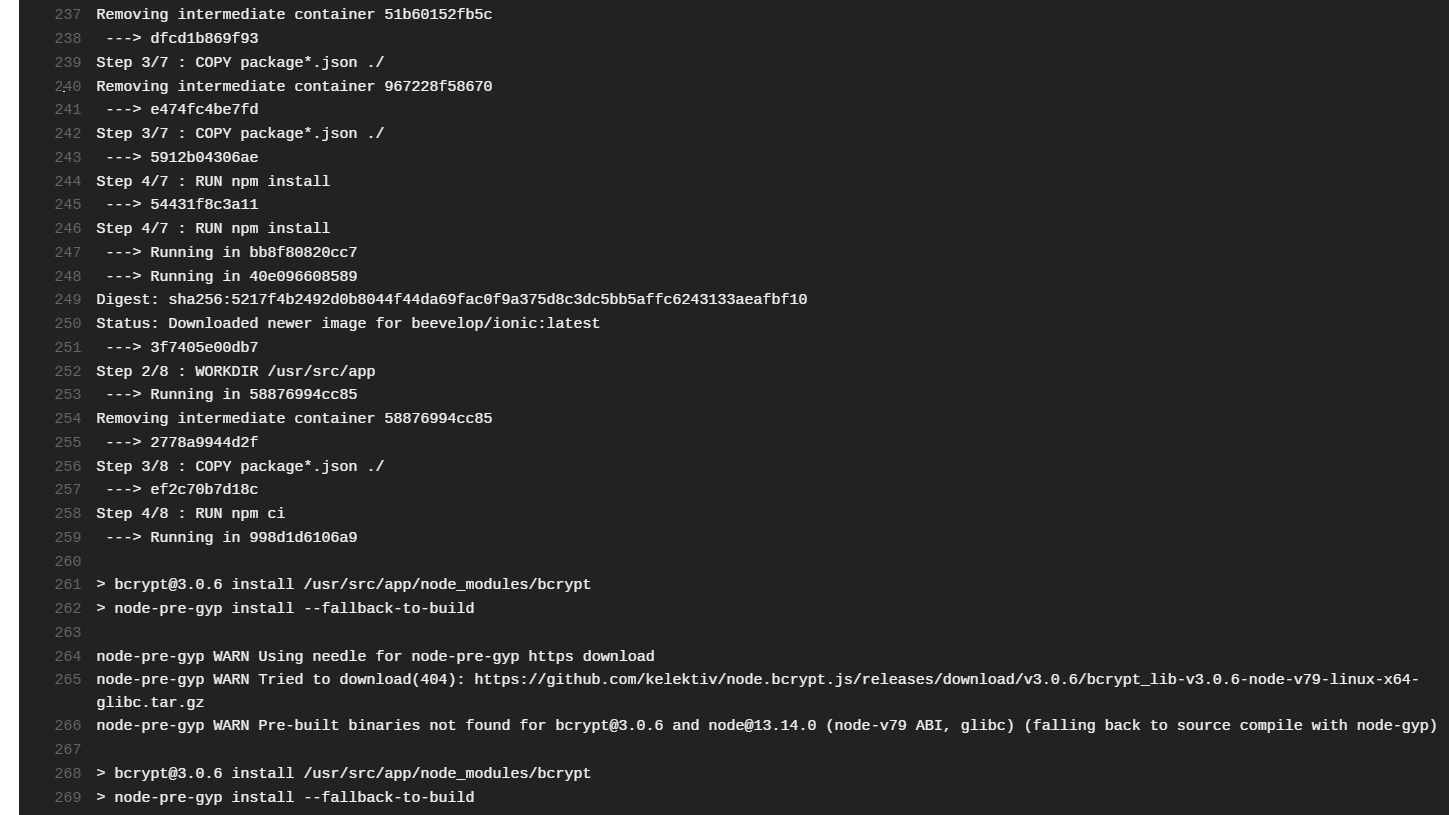 237 Removing intermediate container 51b60152fb5c
238  ---> dfcd1b869f93
239 Step 3/7 : COPY package*.json ./
240 Removing intermediate container 967228f58670
241  ---> e474fc4be7fd
242 Step 3/7 : COPY package*.json ./
243  ---> 5912b04306ae
244 Step 4/7 : RUN npm install
245  ---> 54431f8c3a11
246 Step 4/7 : RUN npm install
247  ---> Running in bb8f80820cc7
248  ---> Running in 40e096608589
249 Digest: sha256:5217f4b2492d0b8044f44da69fac0f9a375d8c3dc5bb5affc6243133aeafbf10
250 Status: Downloaded newer image for beevelop/ionic:latest
251  ---> 3f7405e00db7
252 Step 2/8 : WORKDIR /usr/src/app
253  ---> Running in 58876994cc85
254 Removing intermediate container 58876994cc85
255  ---> 2778a9944d2f
256 Step 3/8 : COPY package*.json ./
257  ---> ef2c70b7d18c
258 Step 4/8 : RUN npm ci
259  ---> Running in 998d1d6106a9
260
261 > bcrypt@3.0.6 install /usr/src/app/node_modules/bcrypt
262 > node-pre-gyp install --fallback-to-build
263
264 node-pre-gyp WARN Using needle for node-pre-gyp https download
265 node-pre-gyp WARN Tried to download(404): https://github.com/kelektiv/node.bcrypt.js/releases/download/v3.0.6/bcrypt_lib-v3.0.6-node-v79-linux-x64-
glibc.tar.gz
266 node-pre-gyp WARN Pre-built binaries not found for bcrypt@3.0.6 and node@13.14.0 (node-v79 ABI, glibc) (falling back to source compile with node-gyp)
267
268 > bcrypt@3.0.6 install /usr/src/app/node_modules/bcrypt
269 > node-pre-gyp install --fallback-to-build